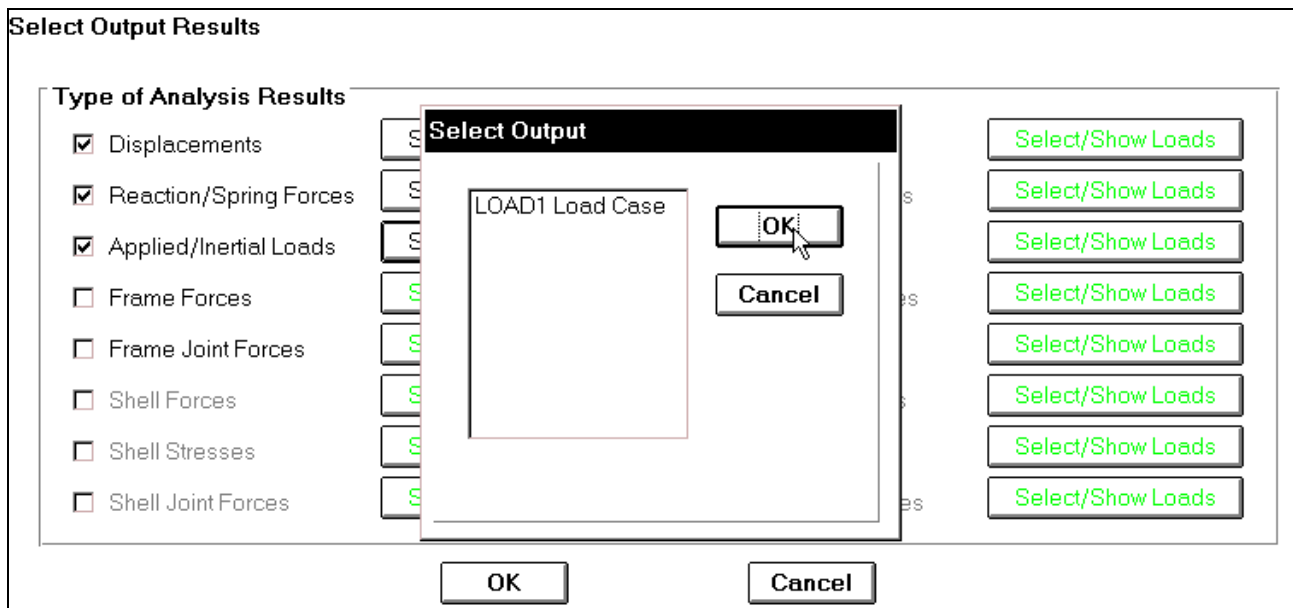 Select Output Results
Type of Analysis Results
Select Output
Displacements
S
Select/Show Loads
Reaction/Spring Forces
S
s
Select/Show Loads
LOAD1 Load Case
OK
Applied/Inertial Loads
S
Select/Show Loads
Frame Forces
S
Cancel
es
Select/Show Loads
Frame Joint Forces
S
Select/Show Loads
Shell Forces
S
s
Select/Show Loads
Shell Stresses
S
Select/Show Loads
Shell Joint Forces
S
es
Select/Show Loads
OK
Cancel